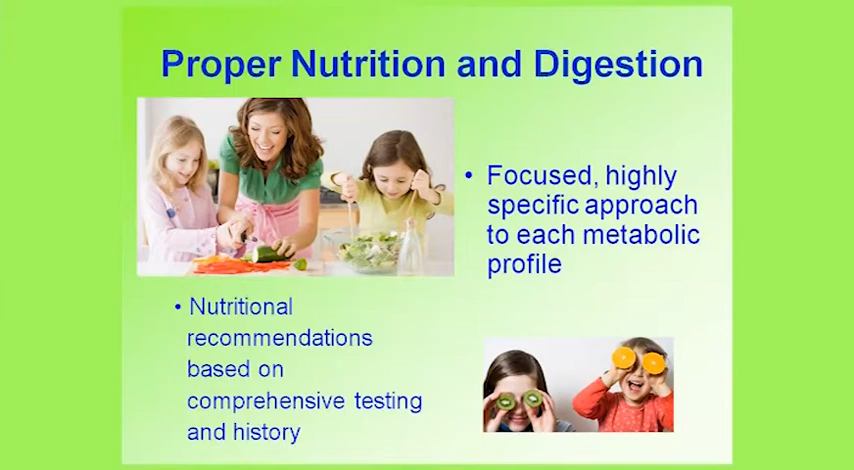 Proper Nutrition and Digestion
• Focused, highly
specific approach
to each metabolic
profile
• Nutritional
recommendations
based on
comprehensive testing
and history